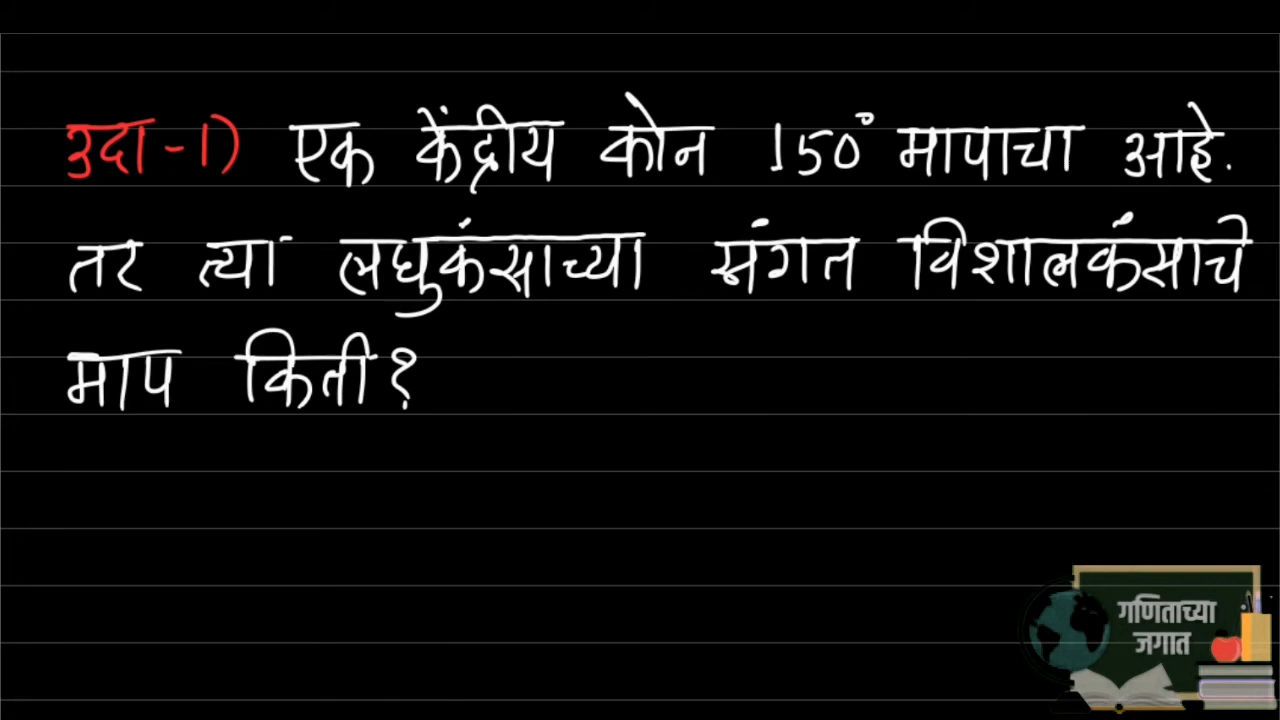 उदा-1) एक केंद्रीय कोन 150° मापाचा आहे.
तर त्या लघुकंसाच्या संगत विशालकंसाचे
माप किती?
गणिताच्या
जगात